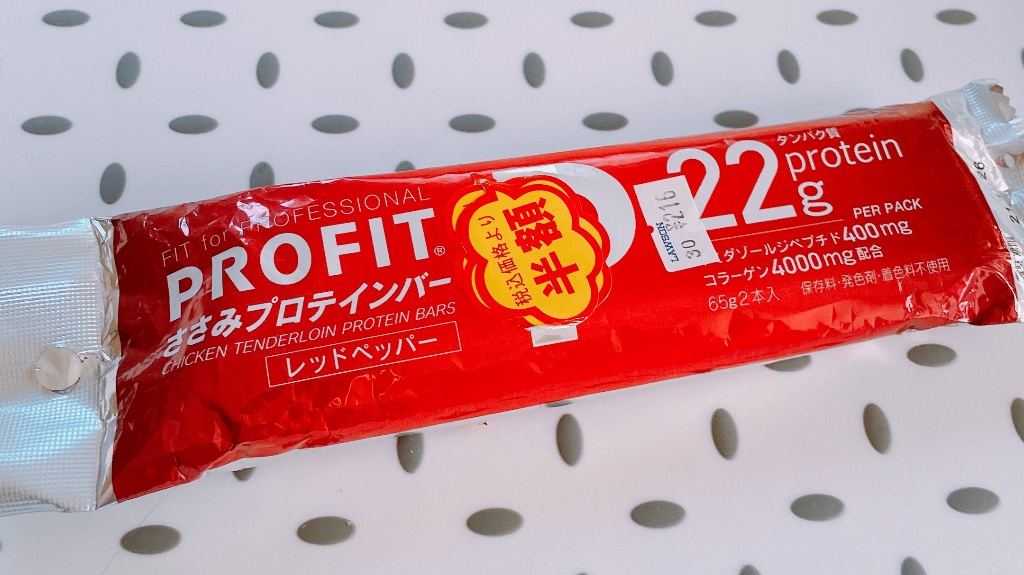 FIT for PROFESSIONAL
PROFIT®
ささみプロテインバー
CHICKEN TENDERLOIN PROTEIN BARS
レッドペッパー
税込価格より
半額
LAWSON
22
g
タンパク質
protein
PER PACK
ダゾールジペプチド400mg
コラーゲン4000mg配合
65g2本入
保存料・発色剤・着色料不使用